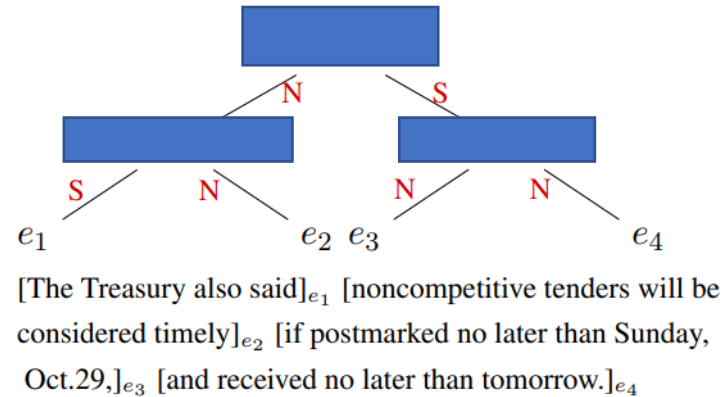 N S
S N N N
e1 e2 e3 e4
[The Treasury also said]e1 [noncompetitive tenders will be
considered timely]e2 [if postmarked no later than Sunday,
Oct.29,]e3 [and received no later than tomorrow.]e4